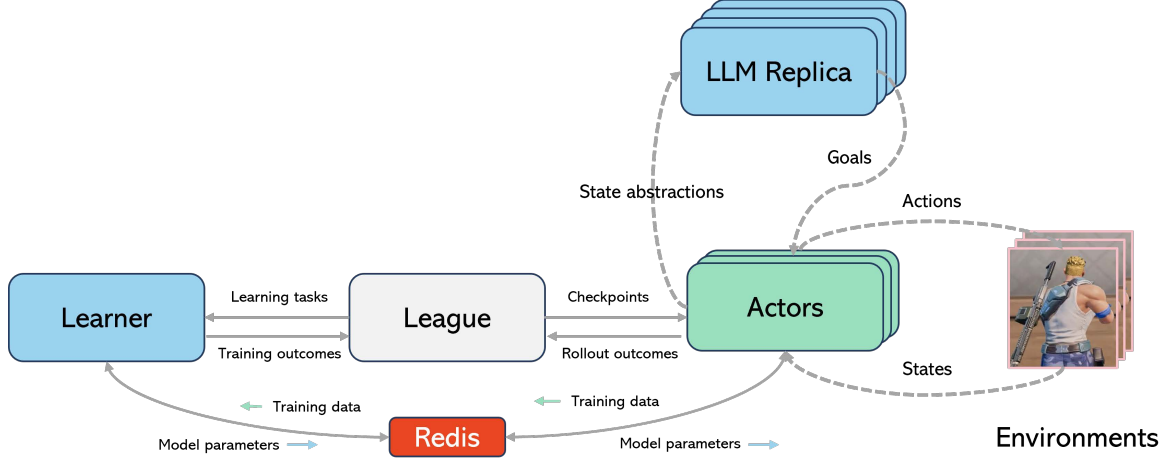 LLM Replica
Goals
State abstractions
Actions
Learner
Learning tasks
Training outcomes
League
Checkpoints
Rollout outcomes
Actors
States
Training data
Training data
Model parameters
Redis
Model parameters
Environments